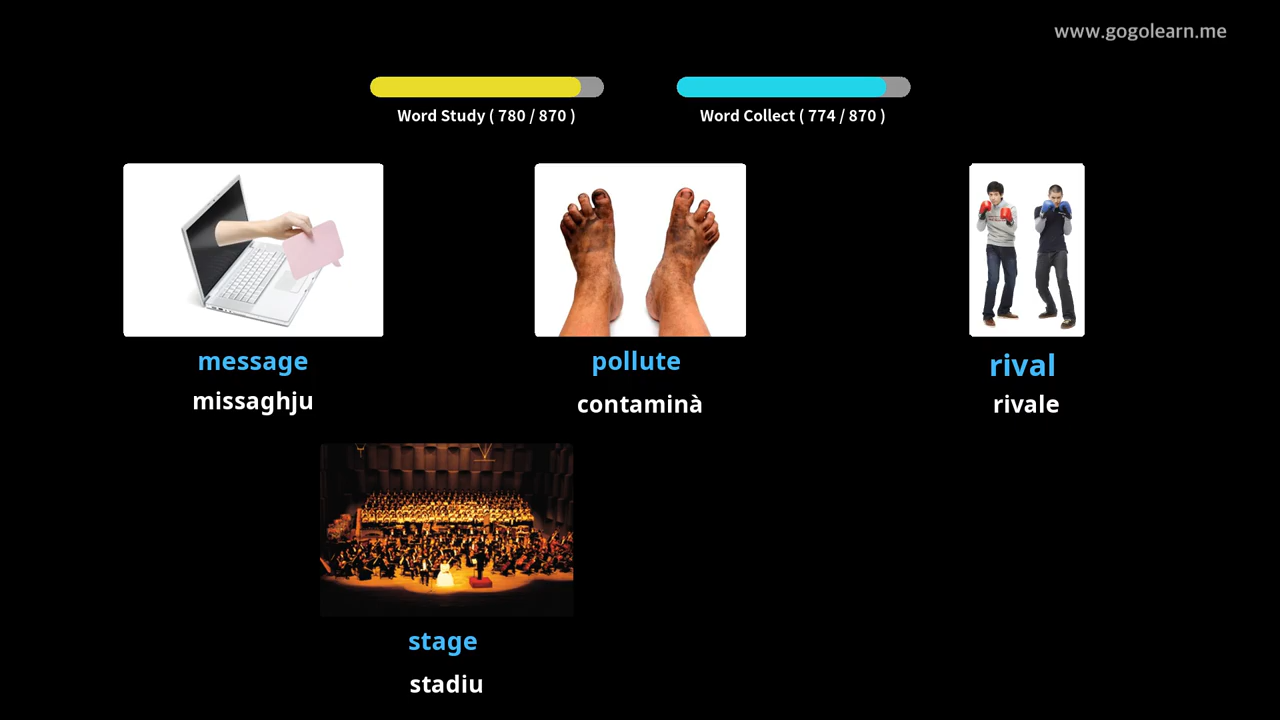 www.gogolearn.me
Word Study ( 780 / 870 )
Word Collect ( 774 / 870 )
message
pollute
rival
missaghju
contaminà
rivale
stage
stadiu